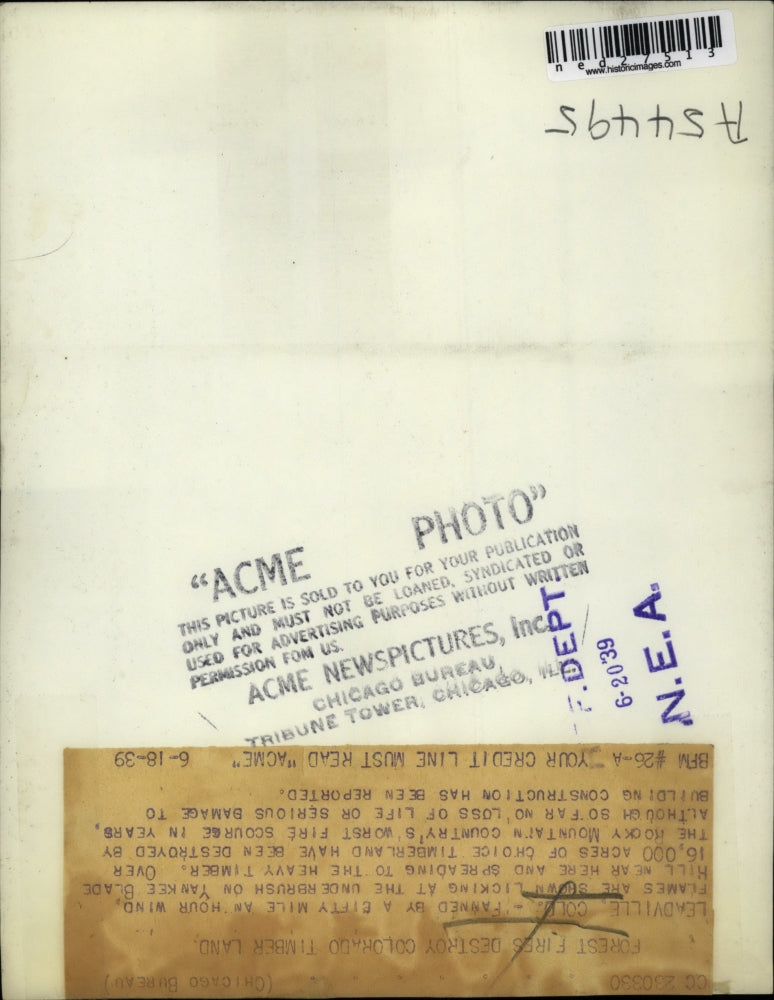 ned27513
www.historicimages.com
A54495
"ACME PHOTO"
THIS PICTURE IS SOLD TO YOU FOR YOUR PUBLICATION
ONLY AND MUST NOT BE LOANED, SYNDICATED OR
USED FOR ADVERTISING PURPOSES WITHOUT WRITTEN
PERMISSION FOM US.
ACME NEWSPICTURES, Inc.
CHICAGO BUREAU
TRIBUNE TOWER, CHICAGO,
F. DEPT
6-20-39
N.E.A.
CC 230330 (CHICAGO BUREAU)
FOREST FIRES DESTROY COLORADO TIMBER LAND
LEADVILLE, COLO. - FANNED BY A FIFTY MILE AN HOUR WIND,
FLAMES ARE SHOWN LICKING AT THE UNDERBRUSH ON YANKEE BLADE
HILL NEAR HERE AND SPREADING TO THE HEAVY TIMBER. OVER
16,000 ACRES OF CHOICE TIMBERLAND HAVE BEEN DESTROYED BY
THE ROCKY MOUNTAIN COUNTRY'S WORST FIRE SCOURGE IN YEARS,
ALTHOUGH SO FAR NO LOSS OF LIFE OR SERIOUS DAMAGE TO
BUILDING CONSTRUCTION HAS BEEN REPORTED.
BFM #26-A YOUR CREDIT LINE MUST READ "ACME" 6-18-39